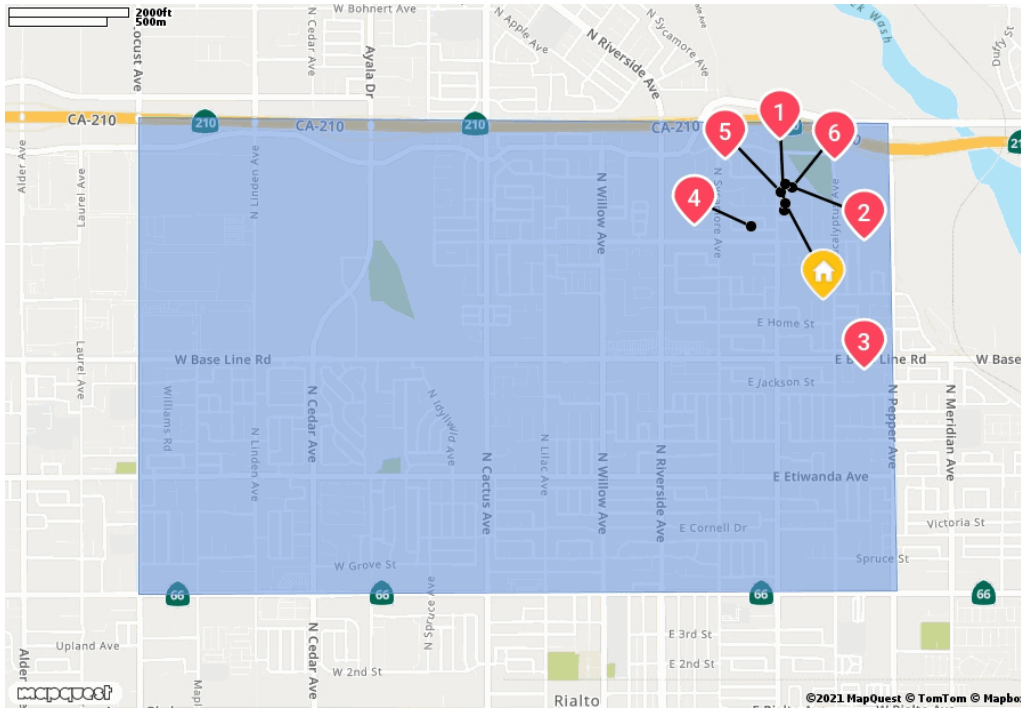 2000ft
500m
W Bohnert Ave
Locust Ave
N Cedar Ave
Ayala Dr
N Apple Ave
N Riverside Ave
N Sycamore Ave
Duffy St
CA-210
210
CA-210
210
CA-210
5
1
6
4
2
3
Alder Ave
Laurel Ave
N Linden Ave
N Willow Ave
E Home St
W Base Line Rd
Line Rd
W Base
Laurel Ave
Williams Rd
N Cedar Ave
N Linden Ave
N Idyllwild Ave
N Cactus Ave
N Lilac Ave
N Willow Ave
N Riverside Ave
E Jackson St
N Pepper Ave
N Meridian Ave
E Etiwanda Ave
E Cornell Dr
Victoria St
Spruce St
W Grove St
66
66
66
66
N Spruce Ave
Upland Ave
N Cedar Ave
W 2nd St
E 3rd St
E 2nd St
Alder
Rialto
mapquest
©2021 MapQuest © TomTom © Mapbox